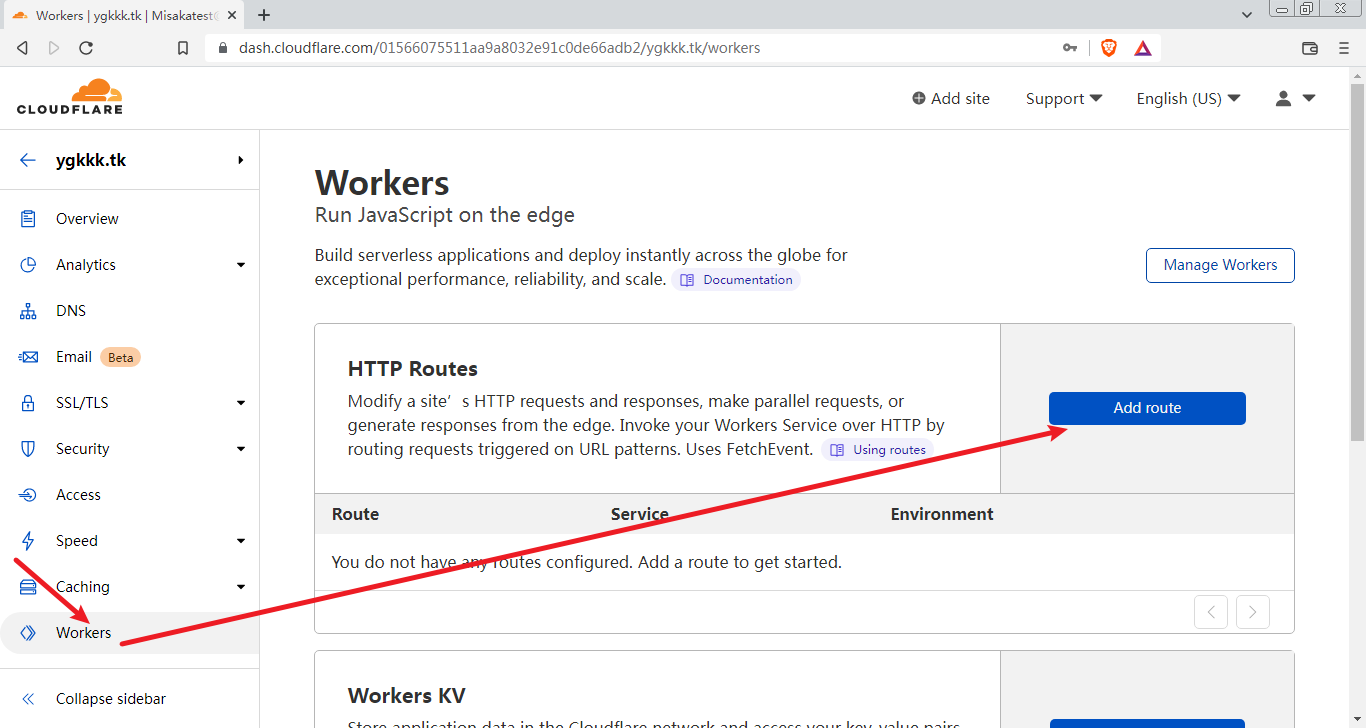 Workers | ygkkk.tk | Misakatest
dash.cloudflare.com/01566075511aa9a8032e91c0de66adb2/ygkkk.tk/workers
CLOUDFLARE
Add site
Support
English (US)
ygkkk.tk
Overview
Analytics
DNS
Email Beta
SSL/TLS
Security
Access
Speed
Caching
Workers
Collapse sidebar
Workers
Run JavaScript on the edge
Build serverless applications and deploy instantly across the globe for
exceptional performance, reliability, and scale. Documentation
Manage Workers
HTTP Routes
Modify a site’s HTTP requests and responses, make parallel requests, or
generate responses from the edge. Invoke your Workers Service over HTTP by
routing requests triggered on URL patterns. Uses FetchEvent. Using routes
Add route
Route Service Environment
You do not have any routes configured. Add a route to get started.
Workers KV
Store application data in the Cloudflare network and access your key-value pairs